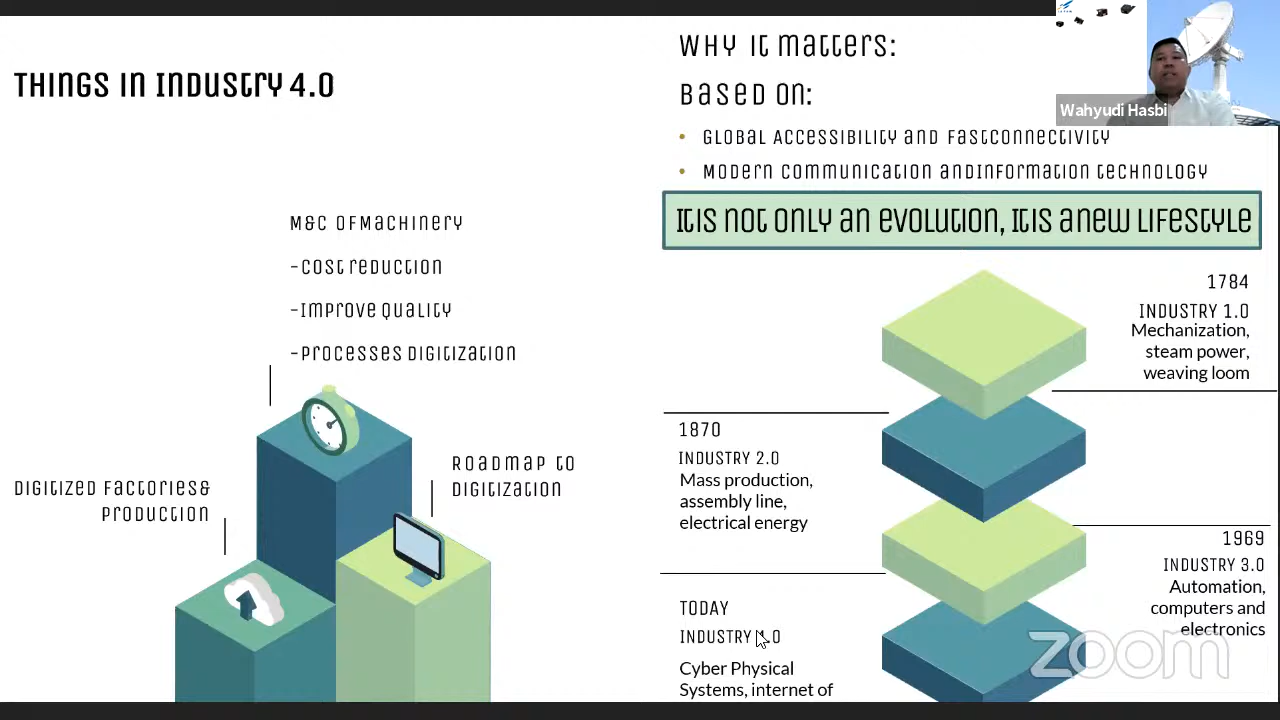 THINGS IN INDUSTRY 4.0
M&C OFMACHINERY
-COST REDUCTION
-IMPROVE QUALITY
-PROCESSES DIGITIZATION
ROADMAP TO
DIGITIZATION
DIGITIZED FACTORIES&
PRODUCTION
WHY IT MATTERS:
BASED ON:
• GLOBAL ACCESSIBILITY AND FASTCONNECTIVITY
• MODERN COMMUNICATION ANDINFORMATION TECHNOLOGY
ITIS NOT ONLY AN EVOLUTION, ITIS ANEW LIFESTYLE
1784
INDUSTRY 1.0
Mechanization,
steam power,
weaving loom
1870
INDUSTRY 2.0
Mass production,
assembly line,
electrical energy
1969
INDUSTRY 3.0
Automation,
computers and
electronics
TODAY
INDUSTRY
Cyber Physical
Systems, internet of
Wahyudi Hasbi
zoom